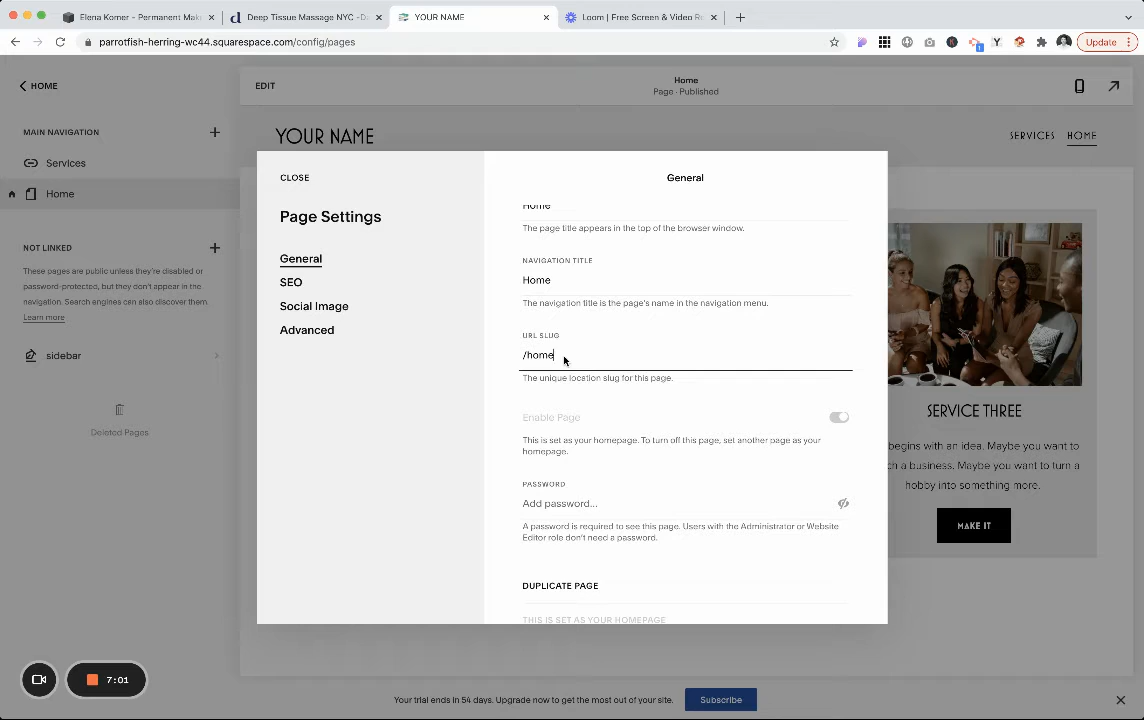 Elena Korner - Permanent Mak
Deep Tissue Massage NYC -D
YOUR NAME
Loom | Free Screen & Video R
parrotfish-herring-wc44.squarespace.com/config/pages
Update
HOME
EDIT
Home
Page · Published
MAIN NAVIGATION
YOUR NAME
SERVICES
HOME
Services
Home
NOT LINKED
These pages are public unless they're disabled or
password-protected, but they don't appear in the
navigation. Search engines can also discover them.
Learn more
sidebar
Deleted Pages
CLOSE
General
Page Settings
General
SEO
Social Image
Advanced
Home
The page title appears in the top of the browser window.
NAVIGATION TITLE
Home
The navigation title is the page's name in the navigation menu.
URL SLUG
/home
The unique location slug for this page.
Enable Page
This is set as your homepage. To turn off this page, set another page as your
homepage.
PASSWORD
Add password...
A password is required to see this page. Users with the Administrator or Website
Editor role don't need a password.
DUPLICATE PAGE
THIS IS SET AS YOUR HOMEPAGE
SERVICE THREE
begins with an idea. Maybe you want to
ch a business. Maybe you want to turn a
hobby into something more.
MAKE IT
7:01
Your trial ends in 54 days. Upgrade now to get the most out of your site.
Subscribe